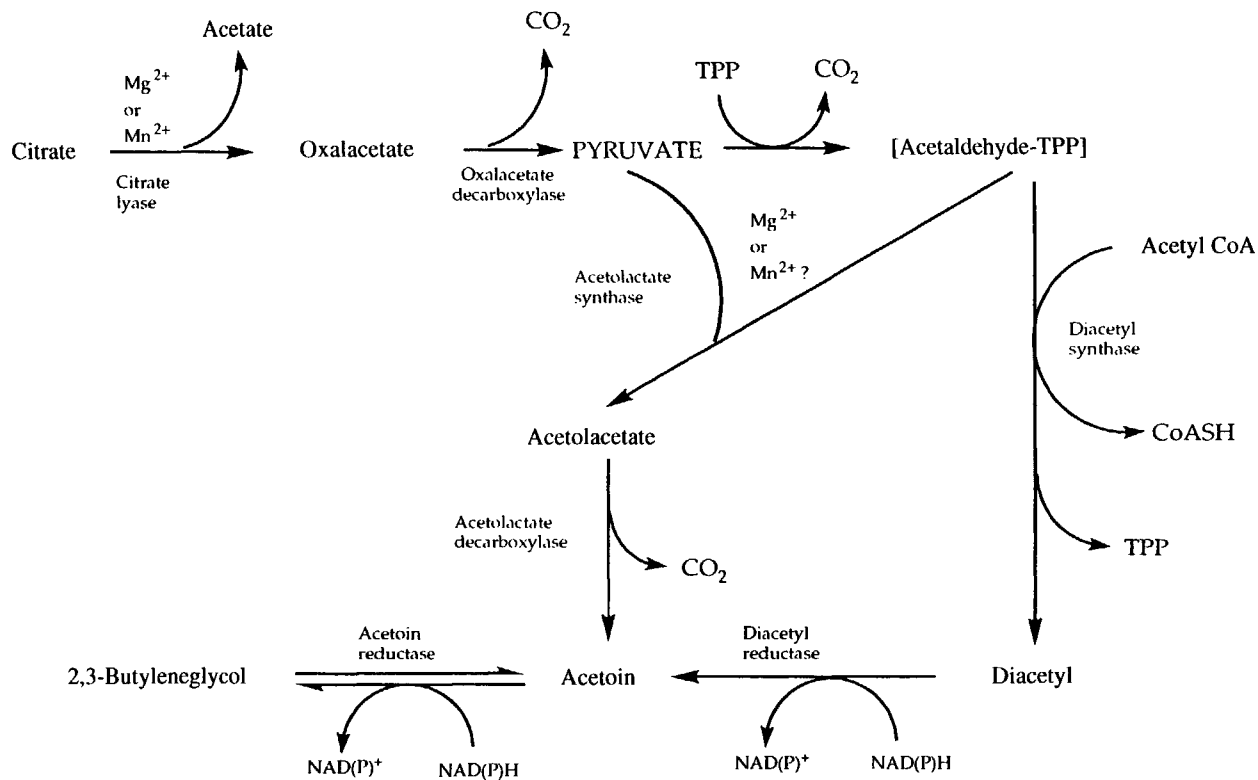 Acetate
CO2
Mg2+
or
Mn2+
TPP
CO2
Citrate
Oxalacetate
PYRUVATE
[Acetaldehyde-TPP]
Citrate
lyase
Oxalacetate
decarboxylase
Mg2+
or
Mn2+ ?
Acetyl CoA
Acetolactate
synthase
Diacetyl
synthase
Acetolacetate
CoASH
Acetolactate
decarboxylase
CO2
TPP
Acetoin
reductase
Diacetyl
reductase
2,3-Butyleneglycol
Acetoin
Diacetyl
NAD(P)+
NAD(P)H
NAD(P)+
NAD(P)H